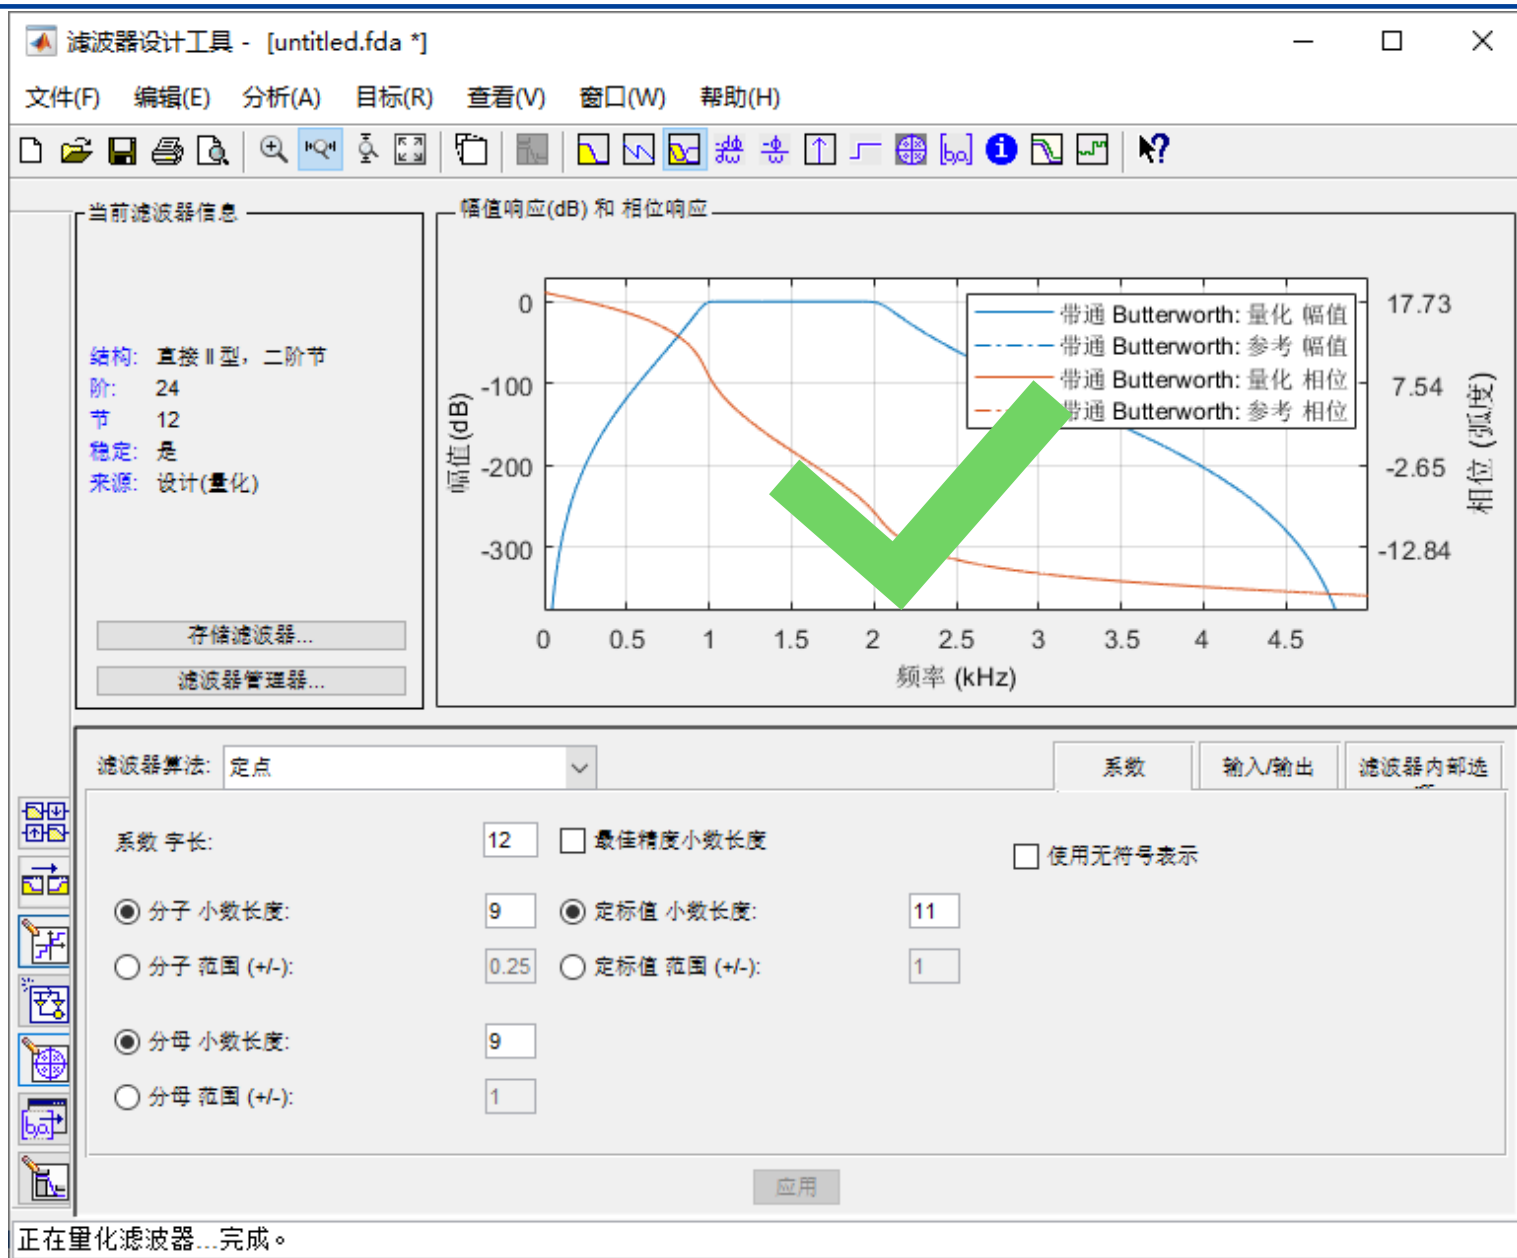 滤波器设计工具 - [untitled.fda *]
文件(F) 编辑(E) 分析(A) 目标(R) 查看(V) 窗口(W) 帮助(H)
当前滤波器信息
结构: 直接 II 型，二阶节
阶: 24
节 12
稳定: 是
来源: 设计(量化)
存储滤波器...
滤波器管理器...
幅值响应(dB) 和 相位响应
带通 Butterworth: 量化 幅值
带通 Butterworth: 参考 幅值
带通 Butterworth: 量化 相位
带通 Butterworth: 参考 相位
0
-100
-200
-300
幅值 (dB)
17.73
7.54
-2.65
-12.84
相位 (弧度)
0 0.5 1 1.5 2 2.5 3 3.5 4 4.5
频率 (kHz)
滤波器算法: 定点
系数 输入/输出 滤波器内部选
系数 字长: 12 最佳精度小数长度 使用无符号表示
分子 小数长度: 9 定标值 小数长度: 11
分子 范围 (+/-): 0.25 定标值 范围 (+/-): 1
分母 小数长度: 9
分母 范围 (+/-): 1
应用
正在量化滤波器...完成。